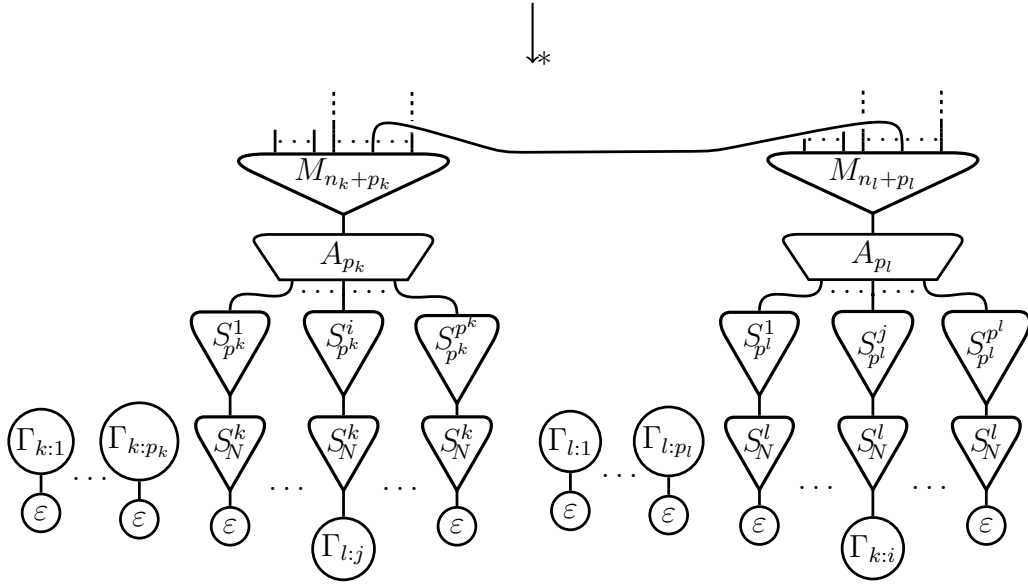 *
M_{n_k+p_k} M_{n_l+p_l}
A_{p_k} A_{p_l}
S^1_{p^k} S^i_{p^k} S^{p^k}_{p^k} S^1_{p^l} S^j_{p^l} S^{p^l}_{p^l}
Γ_{k:1} ... Γ_{k:p_k} S^k_N ... S^k_N ... S^k_N Γ_{l:1} ... Γ_{l:p_l} S^l_N ... S^l_N ... S^l_N
ε ε ε ε ε ε ε ε
Γ_{l:j} Γ_{k:i}